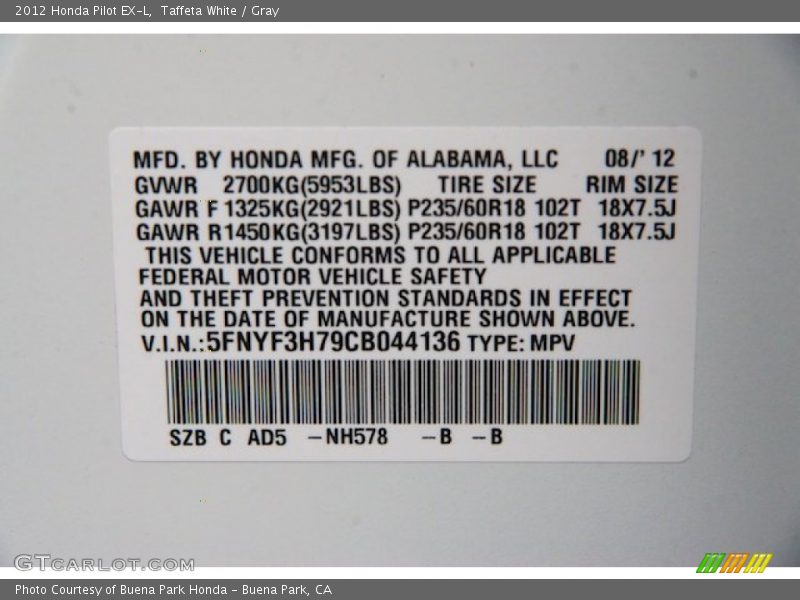 2012 Honda Pilot EX-L, Taffeta White / Gray
MFD. BY HONDA MFG. OF ALABAMA, LLC 08/' 12
GVWR 2700KG(5953LBS) TIRE SIZE RIM SIZE
GAWR F 1325KG(2921LBS) P235/60R18 102T 18X7.5J
GAWR R 1450KG(3197LBS) P235/60R18 102T 18X7.5J
THIS VEHICLE CONFORMS TO ALL APPLICABLE
FEDERAL MOTOR VEHICLE SAFETY
AND THEFT PREVENTION STANDARDS IN EFFECT
ON THE DATE OF MANUFACTURE SHOWN ABOVE.
V.I.N.:5FNYF3H79CB044136 TYPE: MPV
SZB C AD5 -NH578 -B -B
GTCARLOT.COM
Photo Courtesy of Buena Park Honda - Buena Park, CA